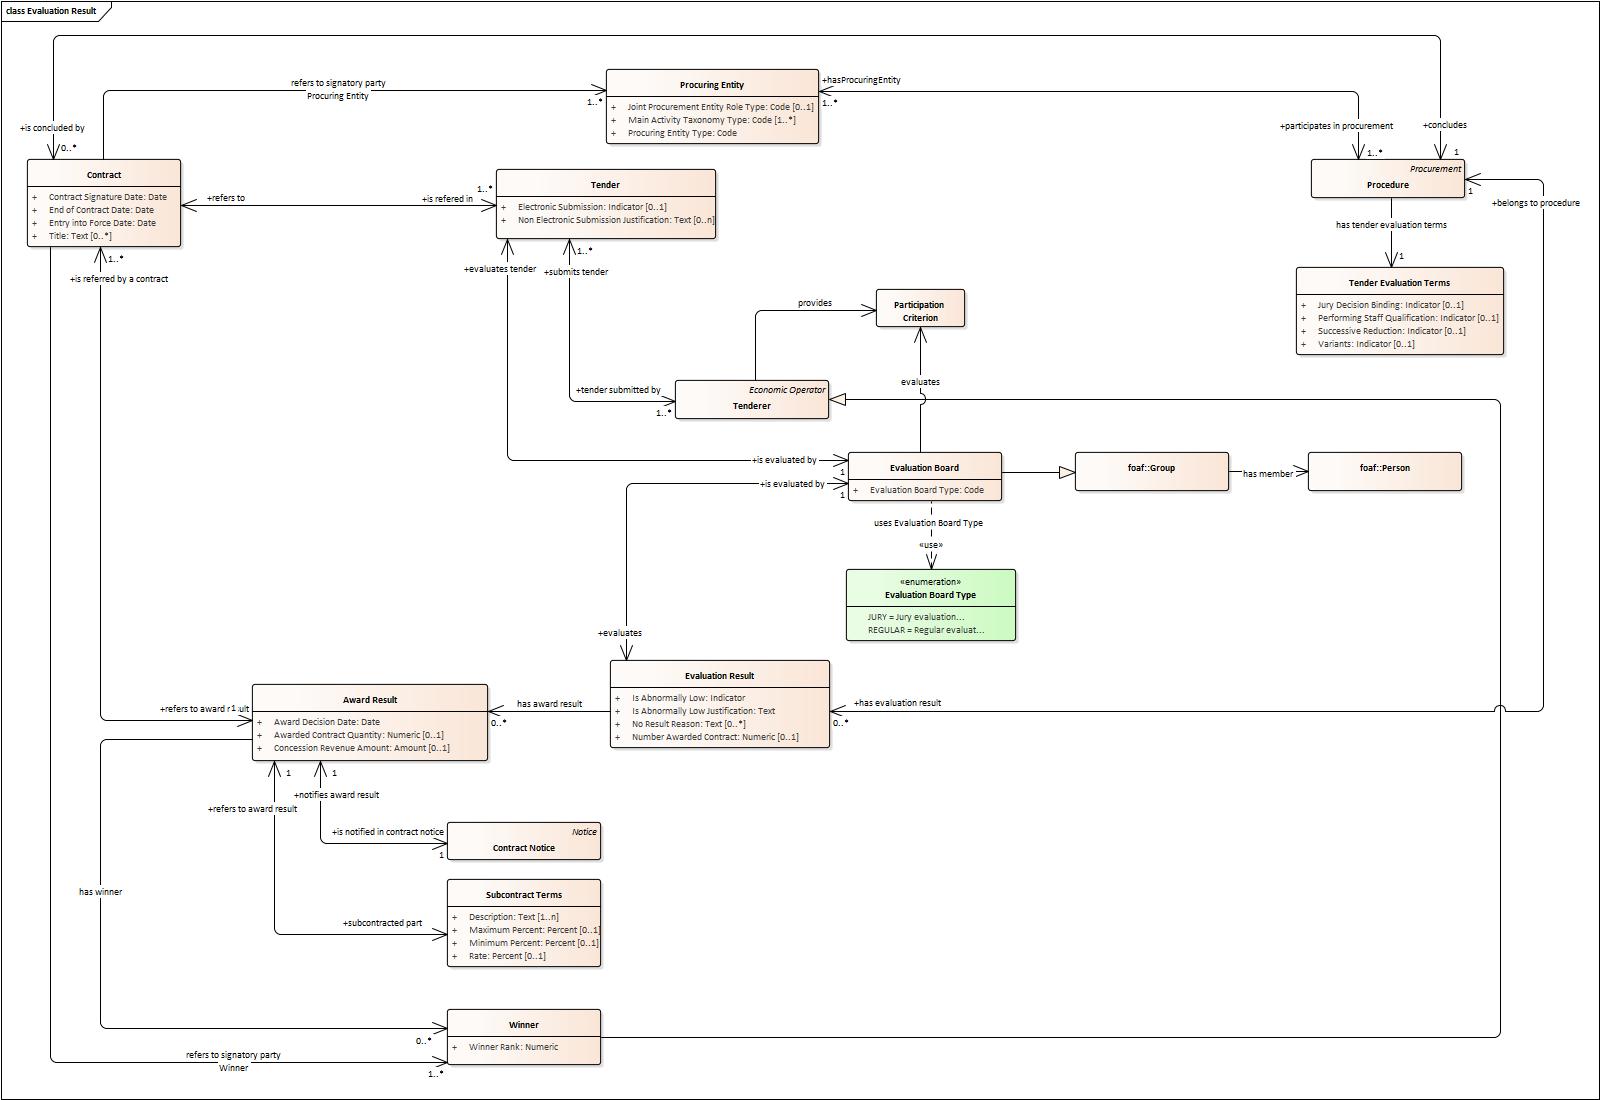 class Evaluation Result
refers to signatory party
Procuring Entity
1..*
Procuring Entity
+ Joint Procurement Entity Role Type: Code [0..1]
+ Main Activity Taxonomy Type: Code [1..*]
+ Procuring Entity Type: Code
+hasProcuringEntity
1..*
+participates in procurement
1..*
+concludes
1
+is concluded by
0..*
Contract
+ Contract Signature Date: Date
+ End of Contract Date: Date
+ Entry into Force Date: Date
+ Title: Text [0..*]
+refers to
+is refered in
1..*
Tender
+ Electronic Submission: Indicator [0..1]
+ Non Electronic Submission Justification: Text [0..n]
Procurement
Procedure
1
+belongs to procedure
has tender evaluation terms
1
Tender Evaluation Terms
+ Jury Decision Binding: Indicator [0..1]
+ Performing Staff Qualification: Indicator [0..1]
+ Successive Reduction: Indicator [0..1]
+ Variants: Indicator [0..1]
1..*
+is referred by a contract
+evaluates tender
1..*
+submits tender
provides
Participation
Criterion
evaluates
+tender submitted by
1..*
Economic Operator
Tenderer
+is evaluated by
1
+is evaluated by
1
Evaluation Board
+ Evaluation Board Type: Code
foaf::Group
has member
foaf::Person
uses Evaluation Board Type
«use»
«enumeration»
Evaluation Board Type
JURY = Jury evaluation...
REGULAR = Regular evaluat...
+evaluates
Evaluation Result
+ Is Abnormally Low: Indicator
+ Is Abnormally Low Justification: Text
+ No Result Reason: Text [0..*]
+ Number Awarded Contract: Numeric [0..1]
+has evaluation result
0..*
has award result
0..*
+refers to award r1..ult
Award Result
+ Award Decision Date: Date
+ Awarded Contract Quantity: Numeric [0..1]
+ Concession Revenue Amount: Amount [0..1]
1
1
+notifies award result
+refers to award result
+is notified in contract notice
1
Notice
Contract Notice
Subcontract Terms
+ Description: Text [1..n]
+ Maximum Percent: Percent [0..1]
+ Minimum Percent: Percent [0..1]
+ Rate: Percent [0..1]
+subcontracted part
has winner
0..*
Winner
+ Winner Rank: Numeric
refers to signatory party
Winner
1..*